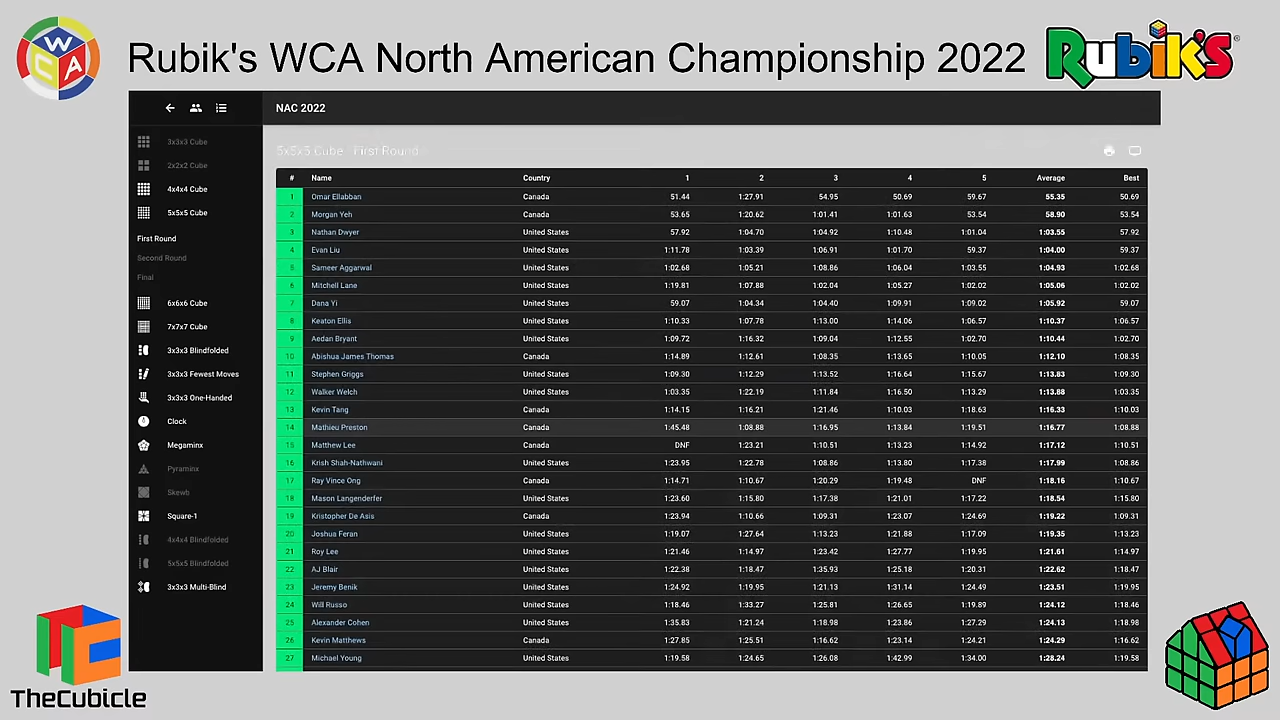 WCA
Rubik's WCA North American Championship 2022
Rubik's
NAC 2022
3x3x3 Cube
2x2x2 Cube
4x4x4 Cube
5x5x5 Cube
First Round
Second Round
Final
6x6x6 Cube
7x7x7 Cube
3x3x3 Blindfolded
3x3x3 Fewest Moves
3x3x3 One-Handed
Clock
Megaminx
Pyraminx
Skewb
Square-1
4x4x4 Blindfolded
5x5x5 Blindfolded
3x3x3 Multi-Blind
5x5x5 Cube - First Round
# Name Country 1 2 3 4 5 Average Best
1 Omar Ellabban Canada 51.44 1:27.91 54.95 50.69 59.67 55.35 50.69
2 Morgan Yeh Canada 53.65 1:20.62 1:01.41 1:01.63 53.54 58.90 53.54
3 Nathan Dwyer United States 57.92 1:04.70 1:04.92 1:10.48 1:01.04 1:03.55 57.92
4 Evan Liu United States 1:11.78 1:03.39 1:06.91 1:01.70 59.37 1:04.00 59.37
5 Sameer Aggarwal United States 1:02.68 1:05.21 1:08.86 1:06.04 1:03.55 1:04.93 1:02.68
6 Mitchell Lane United States 1:19.81 1:07.88 1:02.04 1:05.27 1:02.02 1:05.06 1:02.02
7 Dana Yi United States 59.07 1:04.34 1:04.40 1:09.91 1:09.02 1:05.92 59.07
8 Keaton Ellis United States 1:10.33 1:07.78 1:13.00 1:14.06 1:06.57 1:10.37 1:06.57
9 Aedan Bryant United States 1:09.72 1:16.32 1:09.04 1:12.55 1:02.70 1:10.44 1:02.70
10 Abishua James Thomas Canada 1:14.89 1:12.61 1:08.35 1:13.65 1:10.05 1:12.10 1:08.35
11 Stephen Griggs United States 1:09.30 1:12.29 1:13.52 1:16.64 1:15.67 1:13.83 1:09.30
12 Walker Welch United States 1:03.35 1:22.19 1:11.84 1:16.50 1:13.29 1:13.88 1:03.35
13 Kevin Tang Canada 1:14.15 1:16.21 1:21.46 1:10.03 1:18.63 1:16.33 1:10.03
14 Mathieu Preston Canada 1:45.48 1:08.88 1:16.95 1:13.84 1:19.51 1:16.77 1:08.88
15 Matthew Lee Canada DNF 1:23.21 1:10.51 1:13.23 1:14.92 1:17.12 1:10.51
16 Krish Shah-Nathwani United States 1:23.95 1:22.78 1:08.86 1:13.80 1:17.38 1:17.99 1:08.86
17 Ray Vince Ong Canada 1:14.71 1:10.67 1:20.29 1:19.48 DNF 1:18.16 1:10.67
18 Mason Langenderfer United States 1:23.60 1:15.80 1:17.38 1:21.01 1:17.22 1:18.54 1:15.80
19 Kristopher De Asis Canada 1:23.94 1:10.66 1:09.31 1:23.07 1:24.69 1:19.22 1:09.31
20 Joshua Feran United States 1:19.07 1:27.64 1:13.23 1:21.88 1:17.09 1:19.35 1:13.23
21 Roy Lee United States 1:21.46 1:14.97 1:23.42 1:27.77 1:19.95 1:21.61 1:14.97
22 AJ Blair United States 1:22.38 1:18.47 1:35.93 1:25.18 1:20.31 1:22.62 1:18.47
23 Jeremy Benik United States 1:24.92 1:19.95 1:21.13 1:31.14 1:24.49 1:23.51 1:19.95
24 Will Russo United States 1:18.46 1:33.27 1:25.81 1:26.65 1:19.89 1:24.12 1:18.46
25 Alexander Cohen United States 1:35.83 1:21.24 1:18.98 1:23.86 1:27.29 1:24.13 1:18.98
26 Kevin Matthews Canada 1:27.85 1:25.51 1:16.62 1:23.14 1:24.21 1:24.29 1:16.62
27 Michael Young United States 1:19.58 1:24.65 1:26.08 1:42.99 1:34.00 1:28.24 1:19.58
TheCubicle